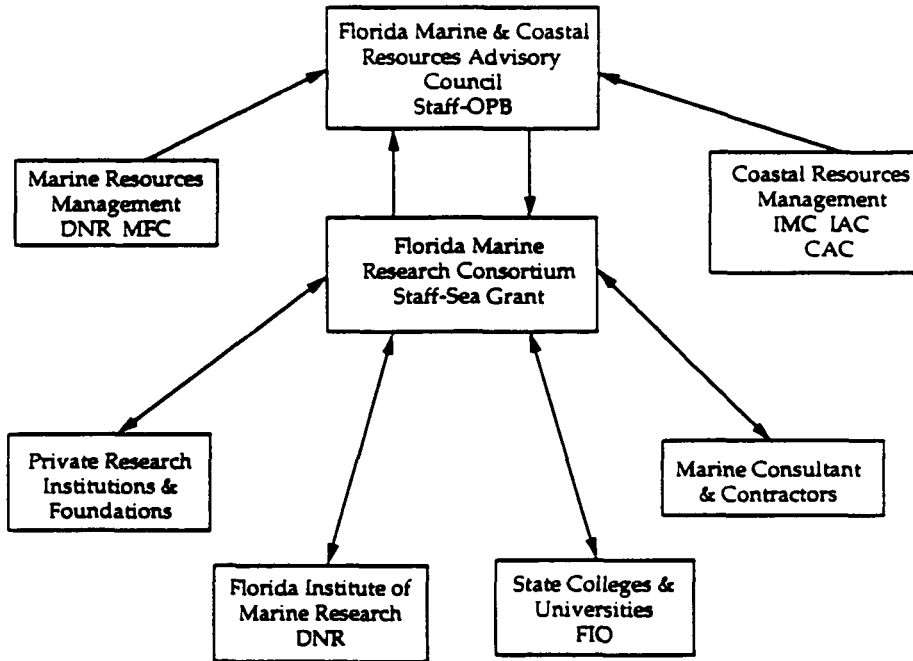 Florida Marine & Coastal
Resources Advisory
Council
Staff-OPB
Marine Resources
Management
DNR MFC
Coastal Resources
Management
IMC IAC
CAC
Florida Marine
Research Consortium
Staff-Sea Grant
Private Research
Institutions &
Foundations
Marine Consultant
& Contractors
Florida Institute of
Marine Research
DNR
State Colleges &
Universities
FIO